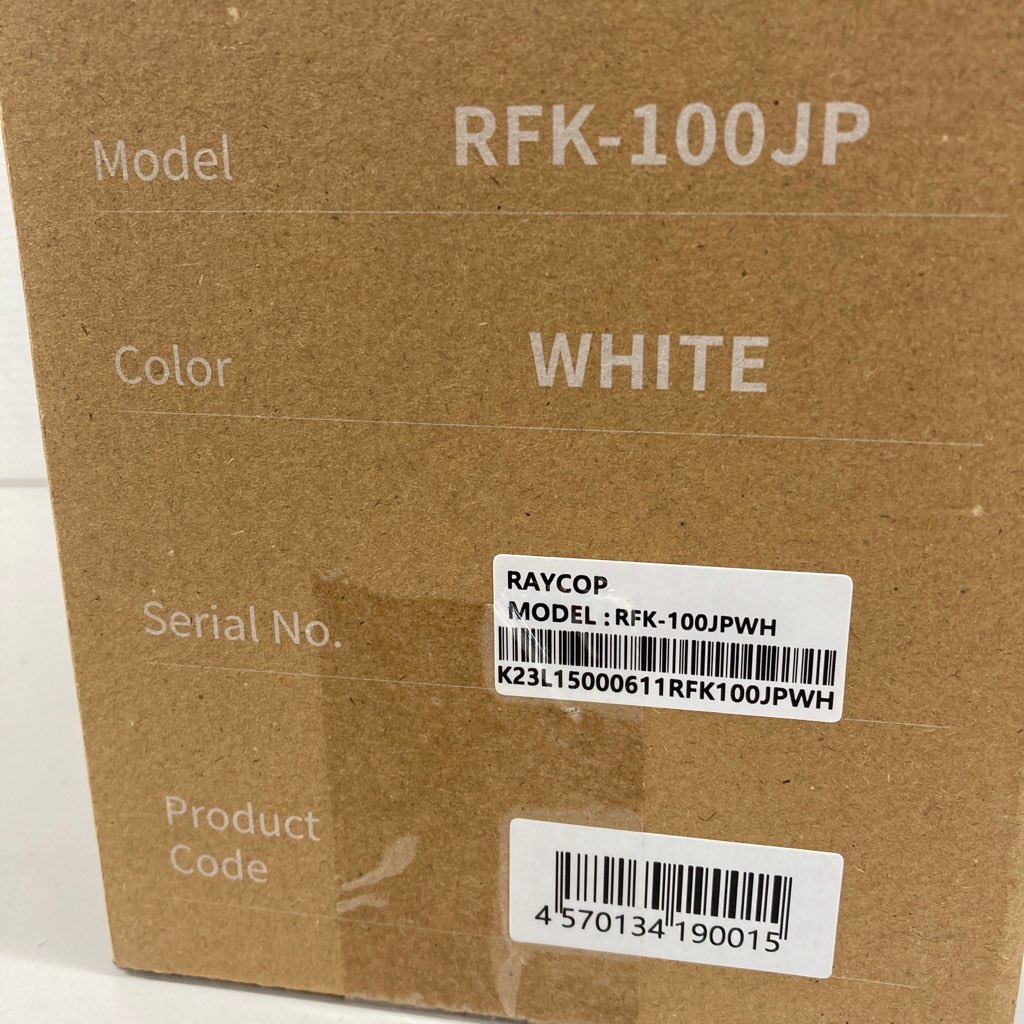 Model RFK-100JP
Color WHITE
Serial No.
RAYCOP
MODEL : RFK-100JPWH
K23L15000611RFK100JPWH
Product
Code
4 570134 190015